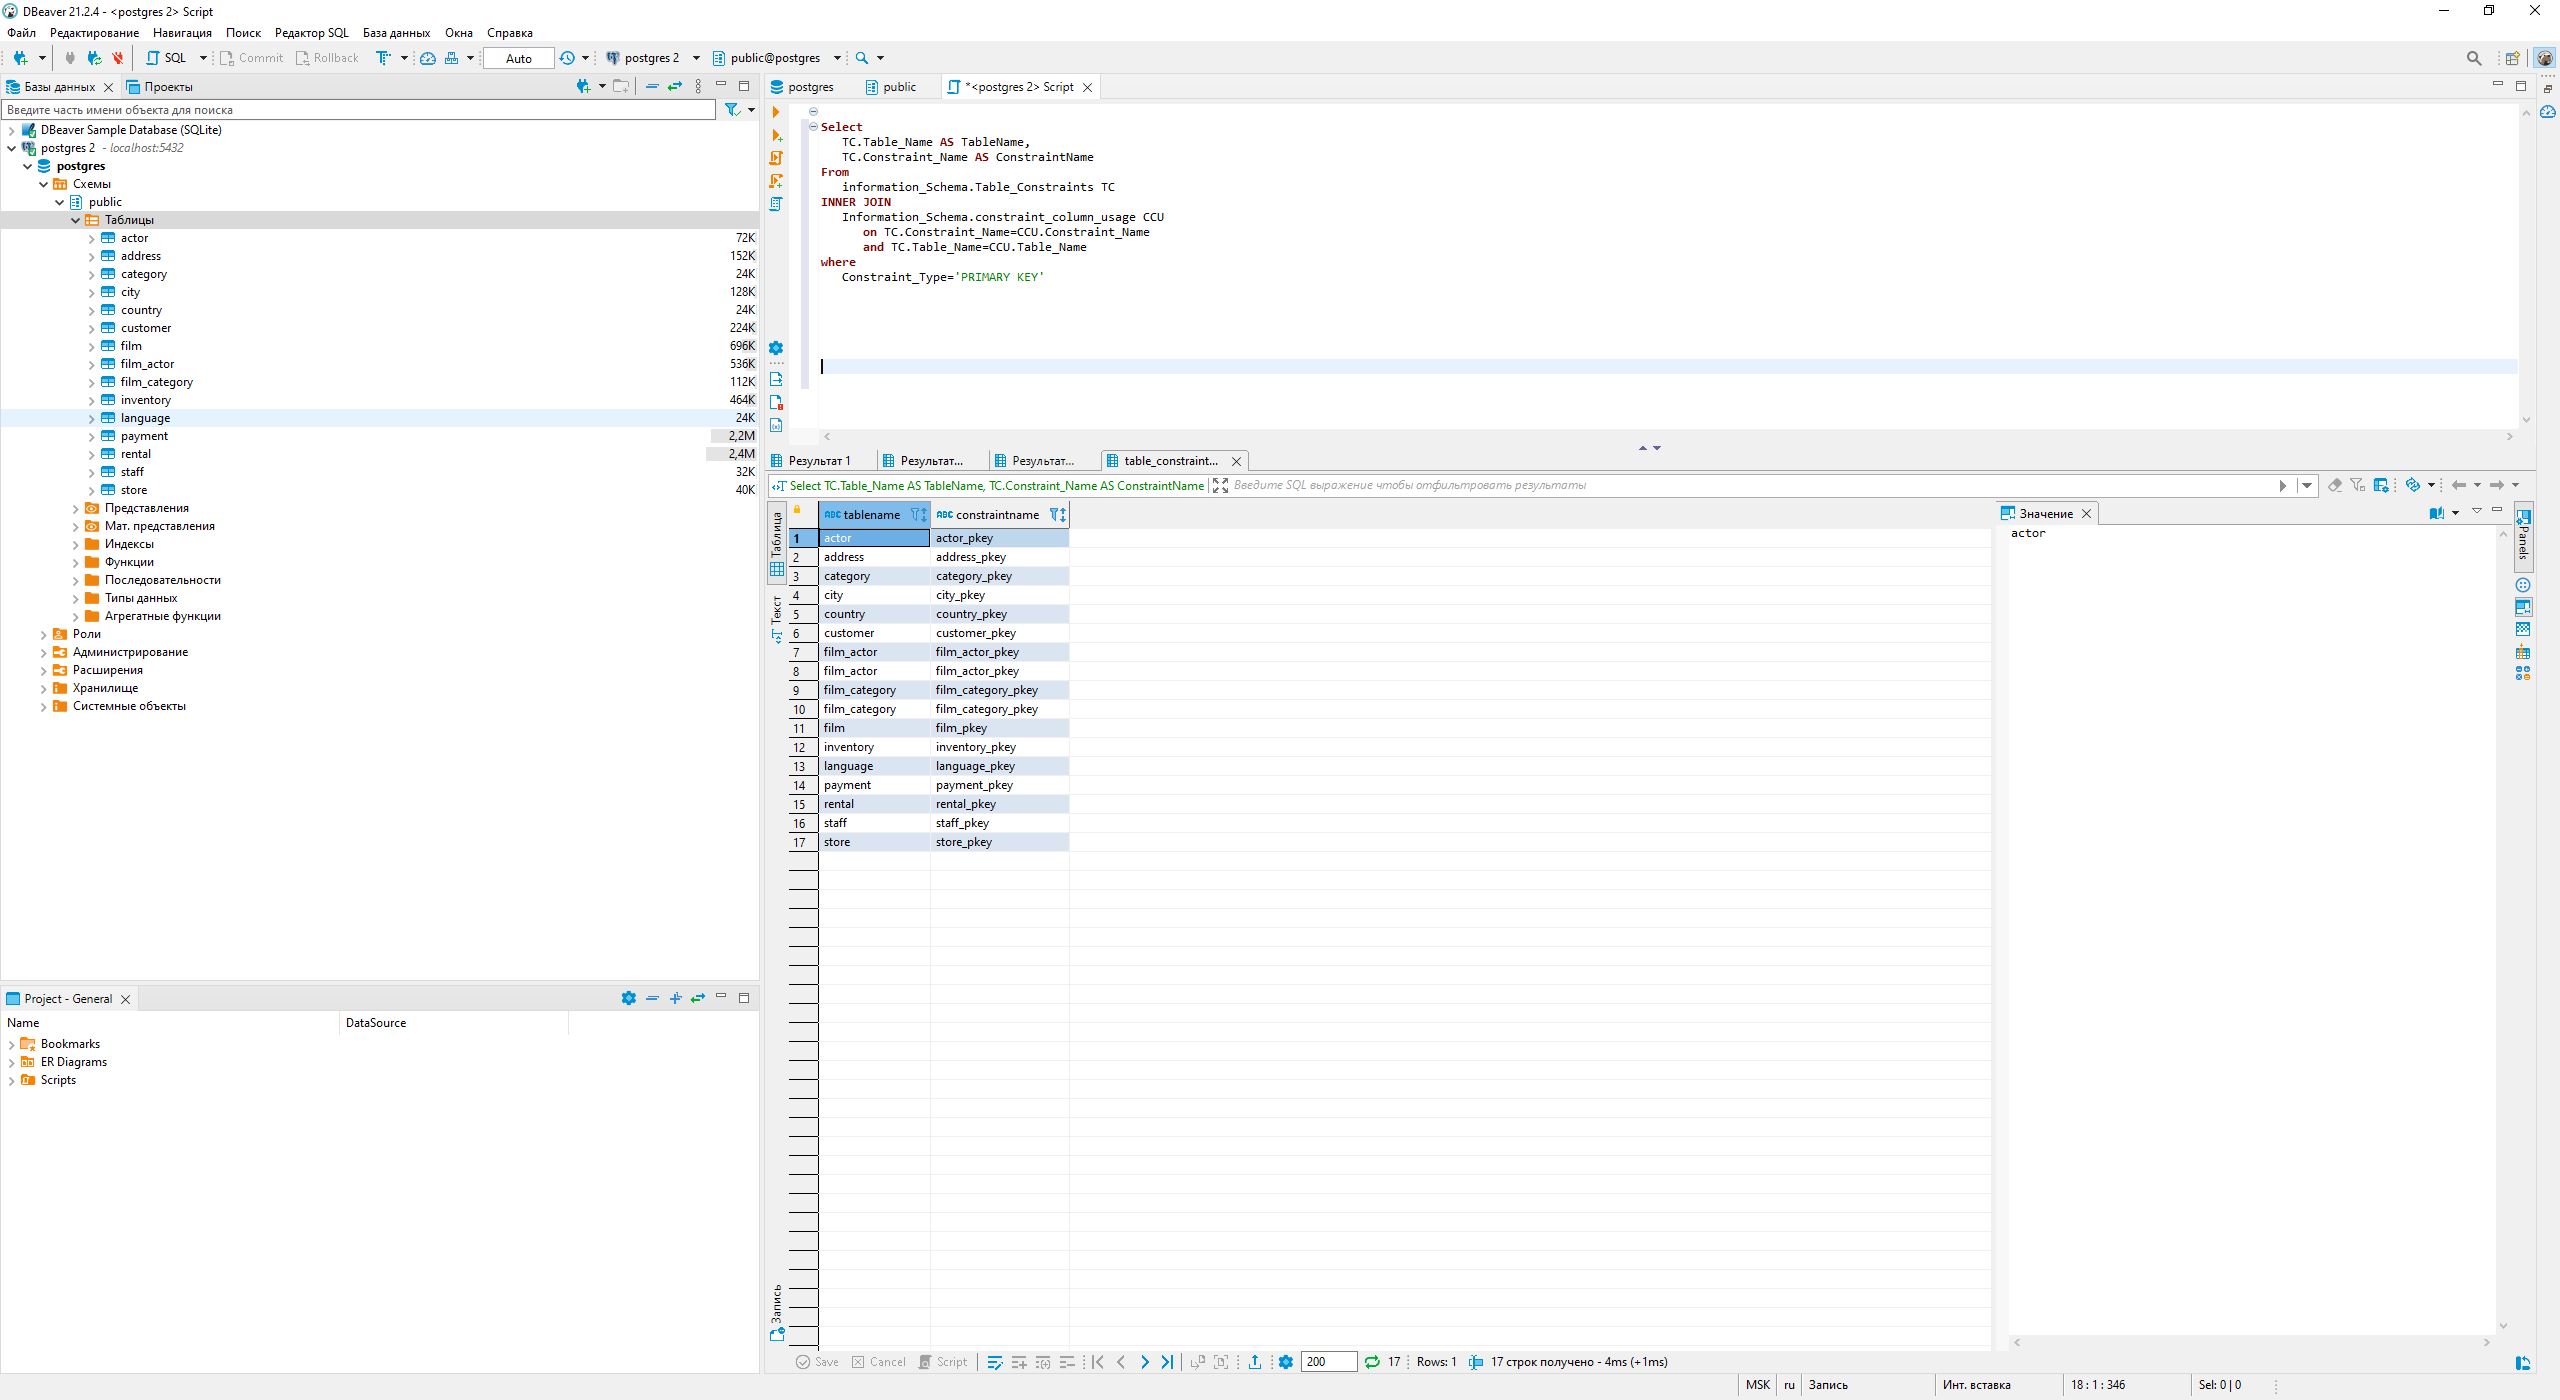 DBeaver 21.2.4 - <postgres 2> Script
Файл Редактирование Навигация Поиск Редактор SQL База данных Окна Справка
SQL Commit Rollback Auto postgres 2 public@postgres
Базы данных Проекты
Введите часть имени объекта для поиска
DBeaver Sample Database (SQLite)
postgres 2 - localhost:5432
postgres
Схемы
public
Таблицы
actor 72K
address 152K
category 24K
city 128K
country 24K
customer 224K
film 696K
film_actor 536K
film_category 112K
inventory 464K
language 24K
payment 2,2M
rental 2,4M
staff 32K
store 40K
Представления
Мат. представления
Индексы
Функции
Последовательности
Типы данных
Агрегатные функции
Роли
Администрирование
Расширения
Хранилище
Системные объекты
Project - General
Name DataSource
Bookmarks
ER Diagrams
Scripts
postgres public *<postgres 2> Script
Select
TC.Table_Name AS TableName,
TC.Constraint_Name AS ConstraintName
From
information_Schema.Table_Constraints TC
INNER JOIN
Information_Schema.constraint_column_usage CCU
on TC.Constraint_Name=CCU.Constraint_Name
and TC.Table_Name=CCU.Table_Name
where
Constraint_Type='PRIMARY KEY'
Результат 1 Результат... Результат... table_constraint...
Select TC.Table_Name AS TableName, TC.Constraint_Name AS ConstraintName Введите SQL выражение чтобы отфильтровать результаты
Таблица
Текст
Запись
ABC tablename ABC constraintname
1 actor actor_pkey
2 address address_pkey
3 category category_pkey
4 city city_pkey
5 country country_pkey
6 customer customer_pkey
7 film_actor film_actor_pkey
8 film_actor film_actor_pkey
9 film_category film_category_pkey
10 film_category film_category_pkey
11 film film_pkey
12 inventory inventory_pkey
13 language language_pkey
14 payment payment_pkey
15 rental rental_pkey
16 staff staff_pkey
17 store store_pkey
Значение
actor
Panels
Save Cancel Script 200 17 Rows: 1 17 строк получено - 4ms (+1ms)
MSK ru Запись Инт. вставка 18 : 1 : 346 Sel: 0 | 0